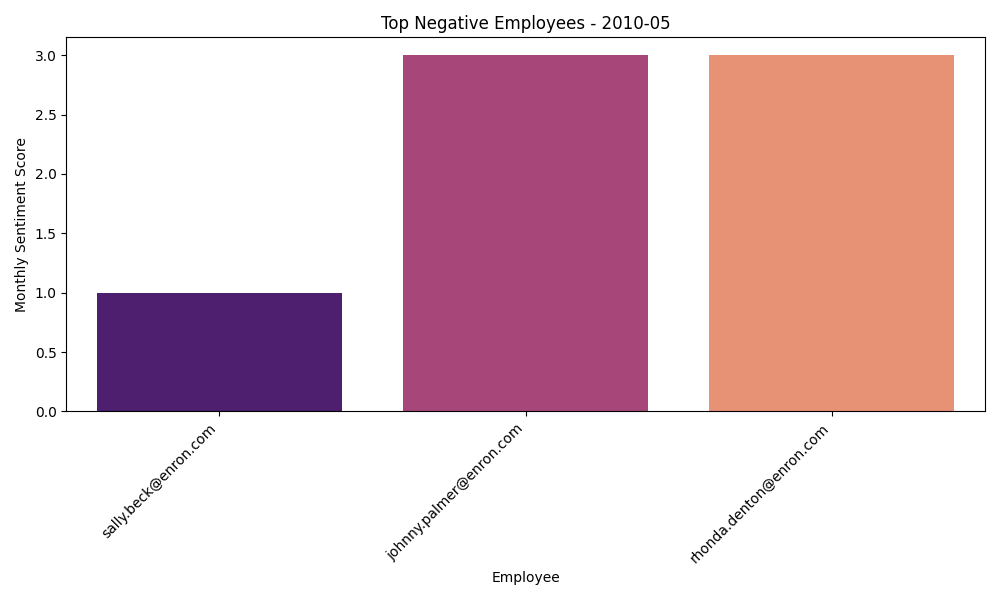 Top Negative Employees - 2010-05
Monthly Sentiment Score
3.0
2.5
2.0
1.5
1.0
0.5
0.0
sally.beck@enron.com
johnny.palmer@enron.com
rhonda.denton@enron.com
Employee